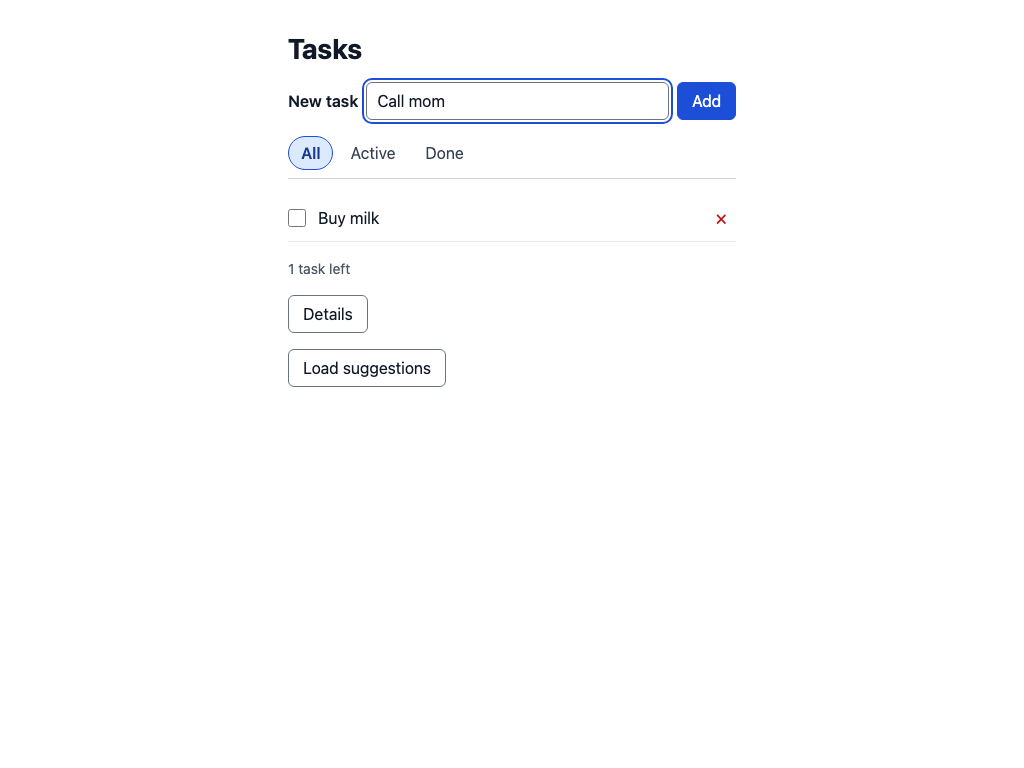 Tasks
New task Call mom Add
All Active Done
Buy milk ×
1 task left
Details
Load suggestions